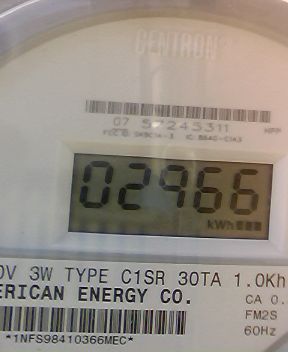 CENTRON
07 57245311
02966
kWh
0V 3W TYPE C1SR 30TA 1.0Kh
ERICAN ENERGY CO.
CA 0.
FM2S
60Hz
*1NFS98410366MEC*